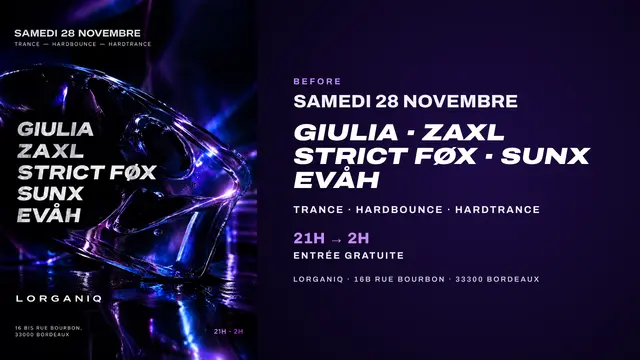 SAMEDI 28 NOVEMBRE
TRANCE — HARDBOUNCE — HARDTRANCE
GIULIA
ZAXL
STRICT FØX
SUNX
EVÅH
LORGANIQ
16 BIS RUE BOURBON,
33000 BORDEAUX
21H - 2H
BEFORE
SAMEDI 28 NOVEMBRE
GIULIA · ZAXL
STRICT FØX · SUNX
EVÅH
TRANCE · HARDBOUNCE · HARDTRANCE
21H → 2H
ENTRÉE GRATUITE
LORGANIQ · 16B RUE BOURBON · 33300 BORDEAUX